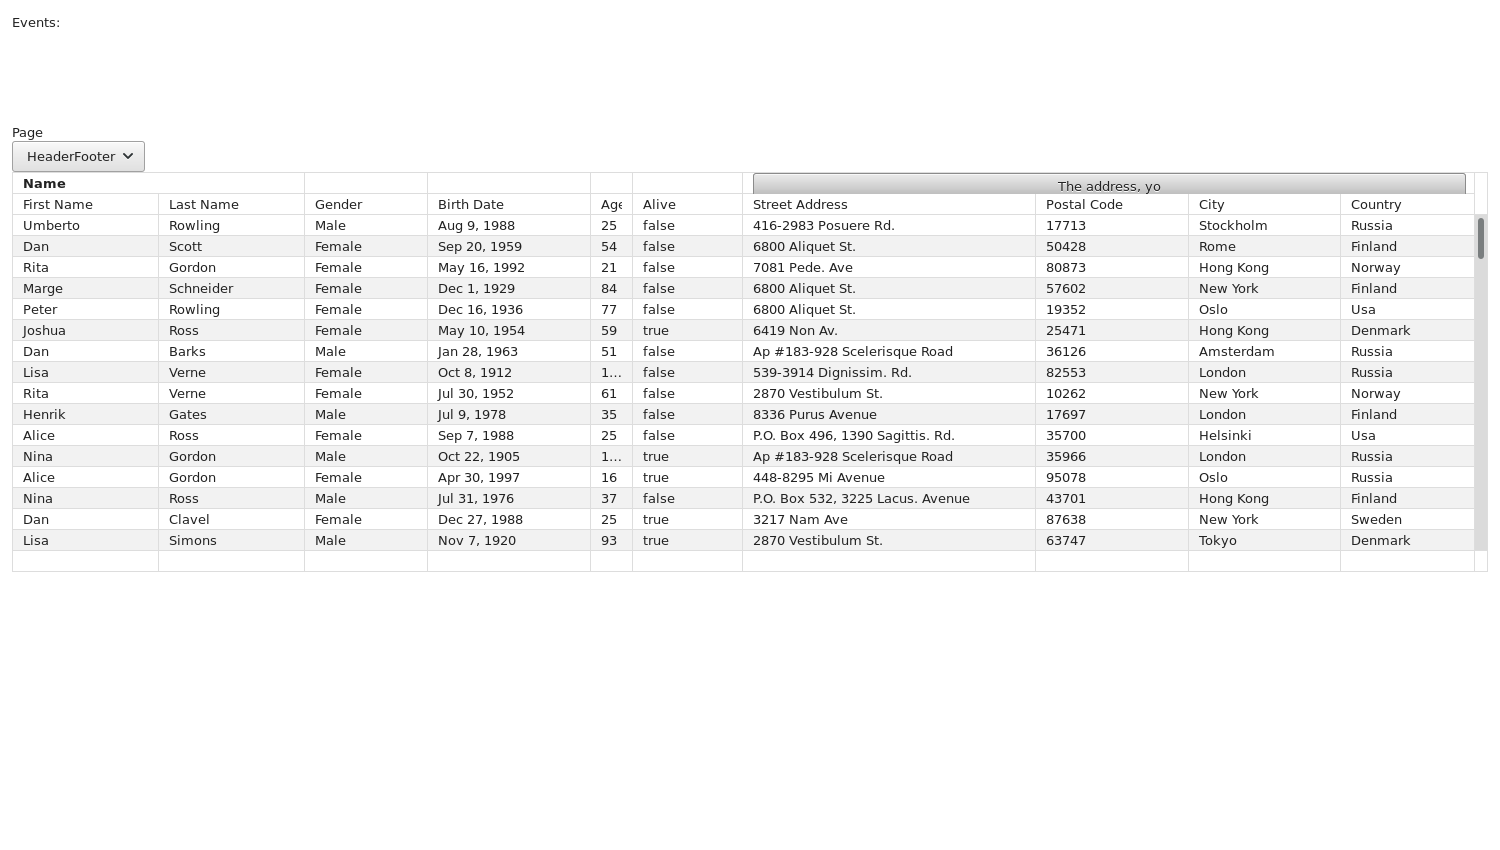 Events:
Page
HeaderFooter
Name The address, yo
First Name Last Name Gender Birth Date Age Alive Street Address Postal Code City Country
Umberto Rowling Male Aug 9, 1988 25 false 416-2983 Posuere Rd. 17713 Stockholm Russia
Dan Scott Female Sep 20, 1959 54 false 6800 Aliquet St. 50428 Rome Finland
Rita Gordon Female May 16, 1992 21 false 7081 Pede. Ave 80873 Hong Kong Norway
Marge Schneider Female Dec 1, 1929 84 false 6800 Aliquet St. 57602 New York Finland
Peter Rowling Female Dec 16, 1936 77 false 6800 Aliquet St. 19352 Oslo Usa
Joshua Ross Female May 10, 1954 59 true 6419 Non Av. 25471 Hong Kong Denmark
Dan Barks Male Jan 28, 1963 51 false Ap #183-928 Scelerisque Road 36126 Amsterdam Russia
Lisa Verne Female Oct 8, 1912 1... false 539-3914 Dignissim. Rd. 82553 London Russia
Rita Verne Female Jul 30, 1952 61 false 2870 Vestibulum St. 10262 New York Norway
Henrik Gates Male Jul 9, 1978 35 false 8336 Purus Avenue 17697 London Finland
Alice Ross Female Sep 7, 1988 25 false P.O. Box 496, 1390 Sagittis. Rd. 35700 Helsinki Usa
Nina Gordon Male Oct 22, 1905 1... true Ap #183-928 Scelerisque Road 35966 London Russia
Alice Gordon Female Apr 30, 1997 16 true 448-8295 Mi Avenue 95078 Oslo Russia
Nina Ross Male Jul 31, 1976 37 false P.O. Box 532, 3225 Lacus. Avenue 43701 Hong Kong Finland
Dan Clavel Female Dec 27, 1988 25 true 3217 Nam Ave 87638 New York Sweden
Lisa Simons Male Nov 7, 1920 93 true 2870 Vestibulum St. 63747 Tokyo Denmark